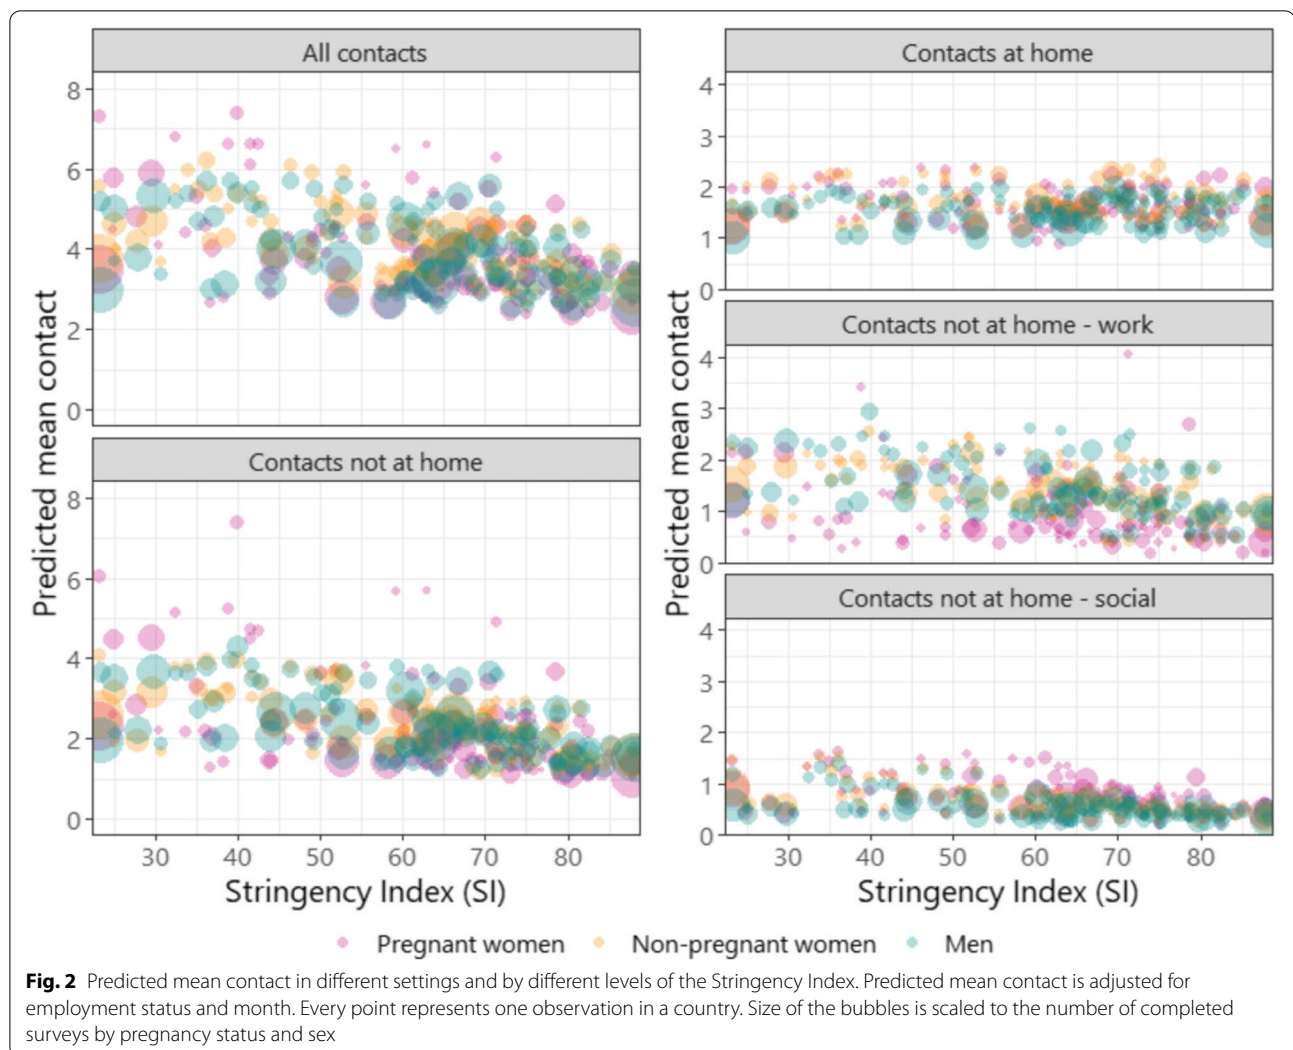 All contacts
8
6
4
2
0
Predicted mean contact
Contacts not at home
8
6
4
2
0
30 40 50 60 70 80
Stringency Index (SI)
Contacts at home
4
3
2
1
0
Contacts not at home - work
4
3
2
1
0
Predicted mean contact
Contacts not at home - social
4
3
2
1
0
30 40 50 60 70 80
Stringency Index (SI)
Pregnant women Non-pregnant women Men
Fig. 2 Predicted mean contact in different settings and by different levels of the Stringency Index. Predicted mean contact is adjusted for
employment status and month. Every point represents one observation in a country. Size of the bubbles is scaled to the number of completed
surveys by pregnancy status and sex